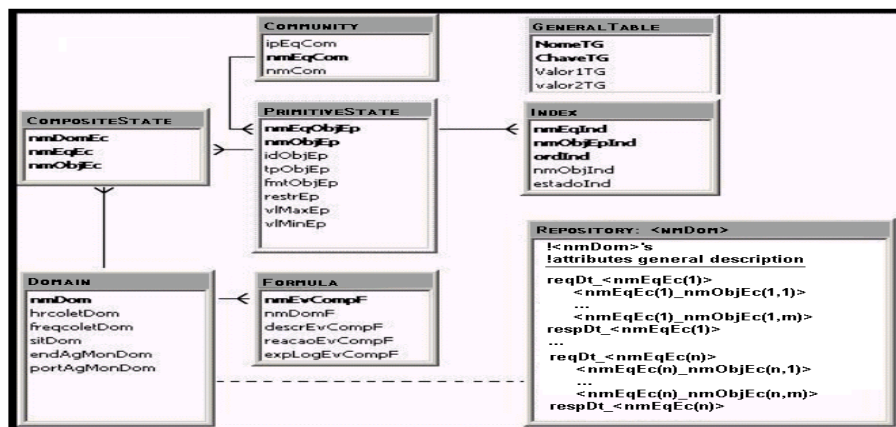 COMMUNITY
ipEqCom
nmEqCom
nmCom
GENERALTABLE
NomeTG
ChaveTG
Valor1TG
valor2TG
COMPOSITESTATE
nmDomEc
nmEqEc
nmObjEc
PRIMITIVESTATE
nmEqObjEp
nmObjEp
idObjEp
tpObjEp
fmtObjEp
restrEp
vlMaxEp
vlMinEp
INDEX
nmEqInd
nmObjEpInd
ordInd
nmObjInd
estadoInd
DOMAIN
nmDom
hrcoletDom
freqcoletDom
sitDom
endAgMonDom
portAgMonDom
FORMULA
nmEvCompF
nmDomF
descrEvCompF
reacaoEvCompF
expLogEvCompF
REPOSITORY: <NMDOM>
!<nmDom>'s
!attributes general description
reqDt_<nmEqEc(1)>
<nmEqEc(1)_nmObjEc(1,1)>
...
<nmEqEc(1)_nmObjEc(1,m)>
respDt_<nmEqEc(1)>
...
reqDt_<nmEqEc(n)>
<nmEqEc(n)_nmObjEc(n,1)>
...
<nmEqEc(n)_nmObjEc(n,m)>
respDt_<nmEqEc(n)>